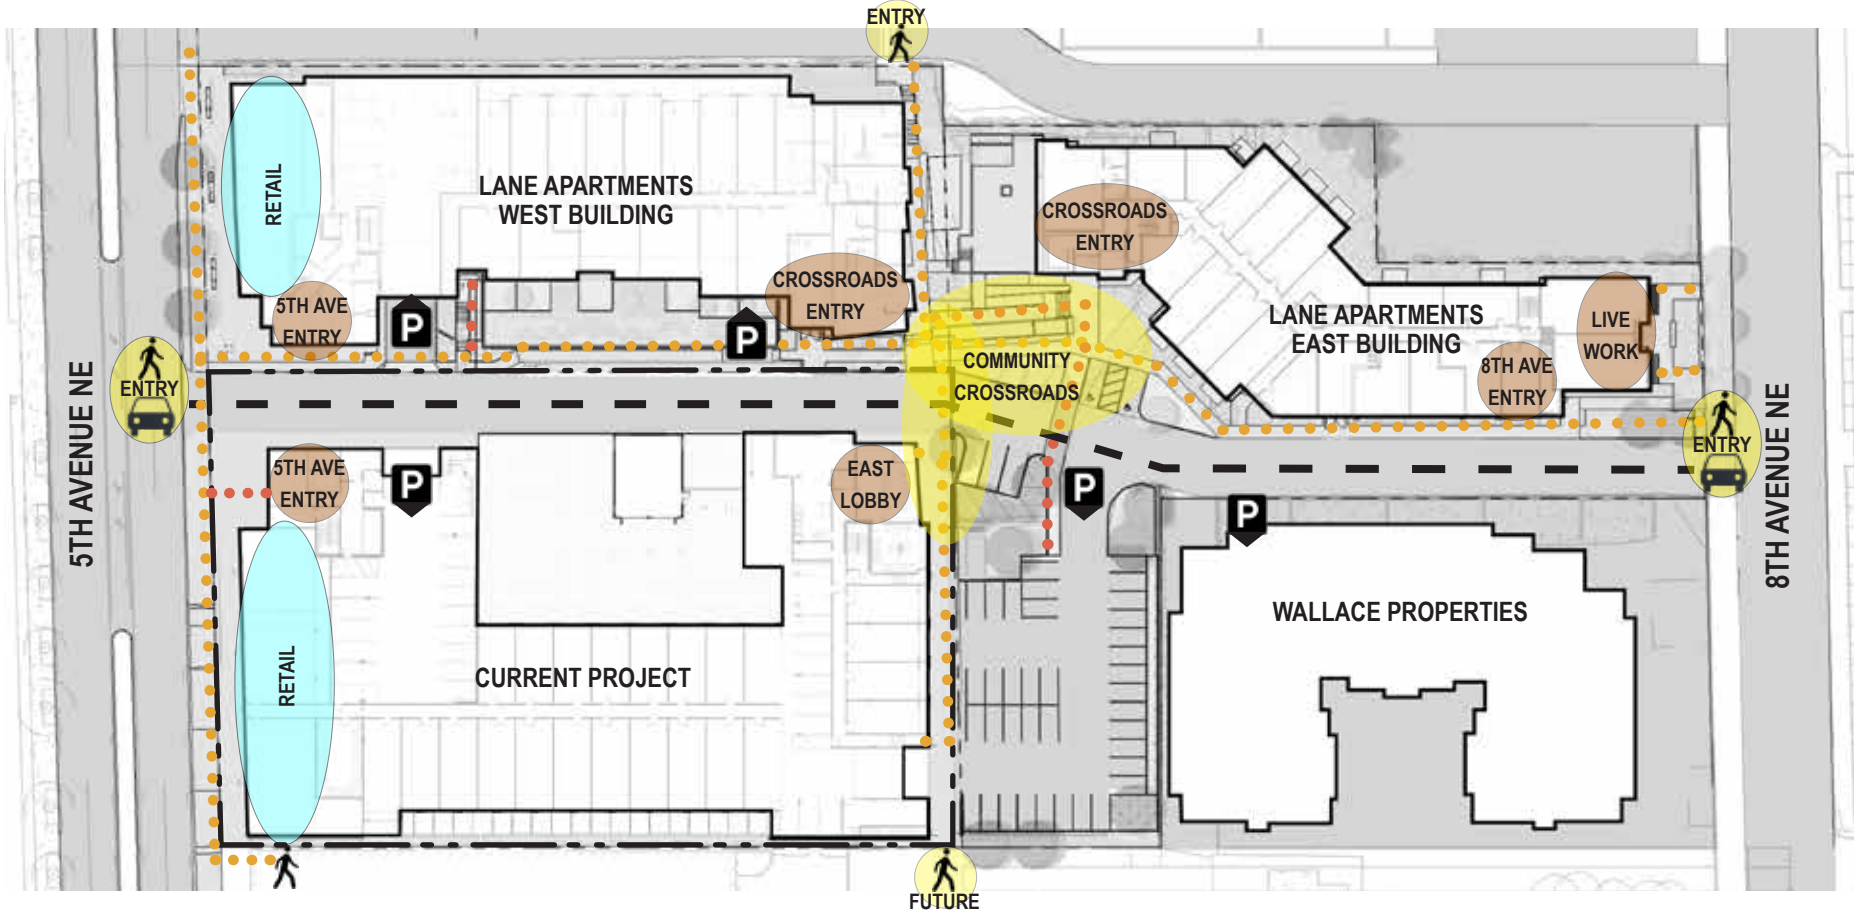 ENTRY
RETAIL
LANE APARTMENTS
WEST BUILDING
CROSSROADS
ENTRY
5TH AVE
ENTRY
P
P
CROSSROADS
ENTRY
LANE APARTMENTS
EAST BUILDING
LIVE
WORK
8TH AVE
ENTRY
COMMUNITY
CROSSROADS
ENTRY
5TH AVENUE NE
5TH AVE
ENTRY
P
EAST
LOBBY
P
P
ENTRY
8TH AVENUE NE
RETAIL
CURRENT PROJECT
WALLACE PROPERTIES
FUTURE